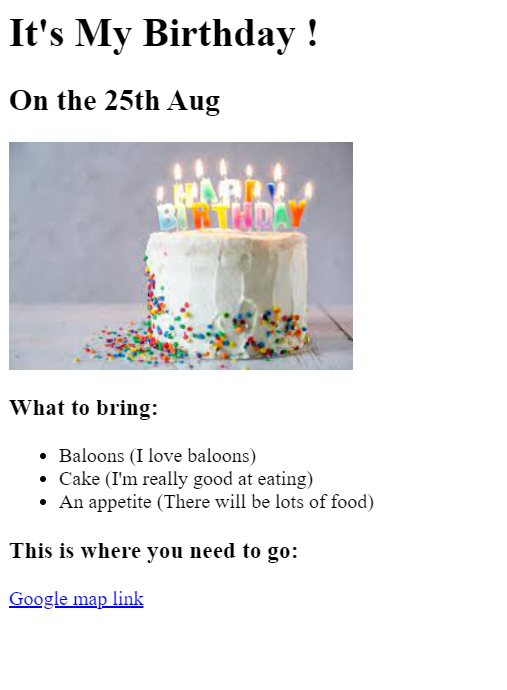 It's My Birthday !
On the 25th Aug
HAPPY
BIRTHDAY
What to bring:
Baloons (I love baloons)
Cake (I'm really good at eating)
An appetite (There will be lots of food)
This is where you need to go:
Google map link